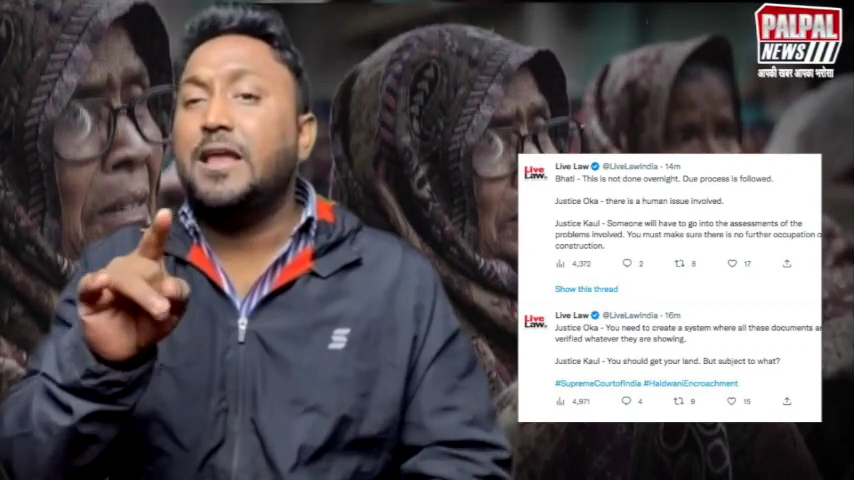 PALPAL
NEWS
आपकी खबर आपका भरोसा
Live Law @LiveLawIndia · 14m
Live
Law.
Bhati - This is not done overnight. Due process is followed.
Justice Oka - there is a human issue involved.
Justice Kaul - Someone will have to go into the assessments of the
problems involved. You must make sure there is no further occupation
construction.
4,372 2 8 17
Show this thread
Live Law @LiveLawIndia · 16m
Live
Law.
Justice Oka - You need to create a system where all these documents
verified whatever they are showing.
Justice Kaul - You should get your land. But subject to what?
#SupremeCourtofIndia #HaldwaniEncroachment
4,971 4 9 15